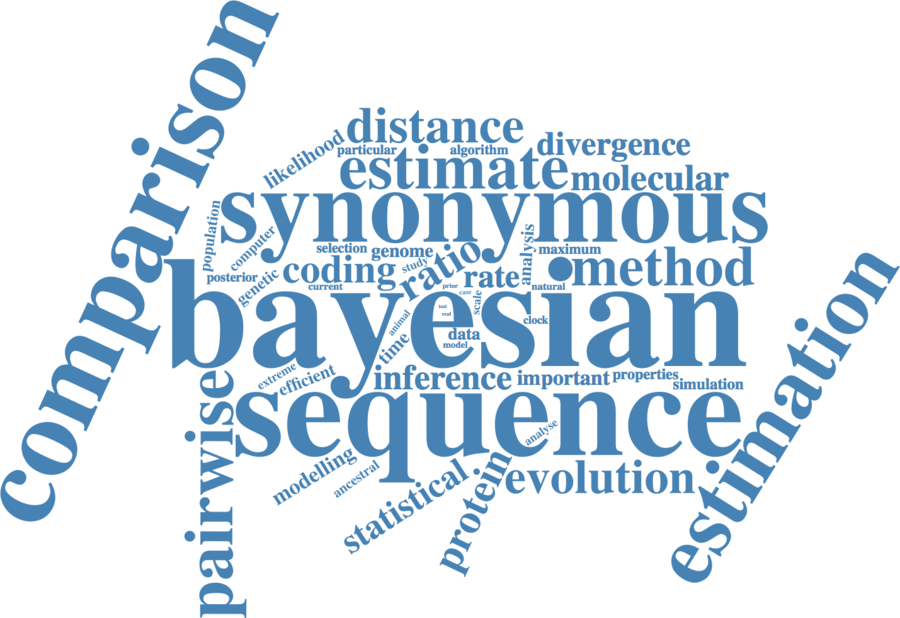 comparison
distance
likelihood
particular
algorithm
divergence
estimate
molecular
synonymous
population
computer
selection
genome
study
ratio
analysis
maximum
posterior
coding
rate
method
genetic
current
prior
case
natural
bayesian
scale
test
real
animal
clock
data
time
model
extreme
efficient
inference
important
properties
simulation
pairwise
sequence
analyse
estimation
modelling
ancestral
statistical
protein
evolution